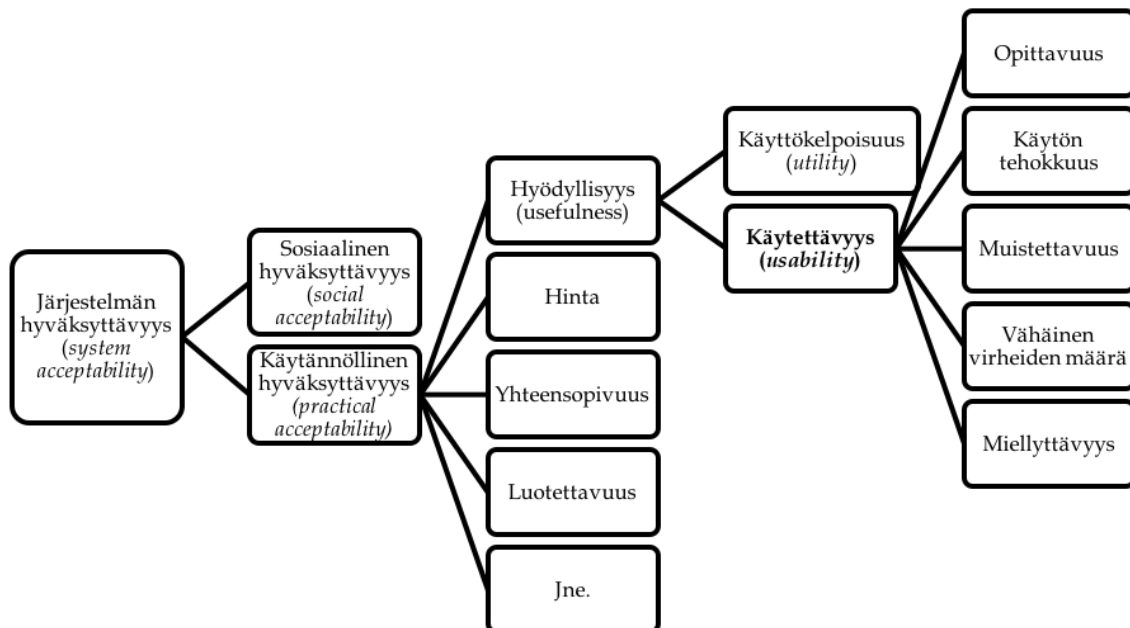 Järjestelmän
hyväksyttävyys
(system
acceptability)
Sosiaalinen
hyväksyttävyys
(social
acceptability)
Käytännöllinen
hyväksyttävyys
(practical
acceptability)
Hyödyllisyys
(usefulness)
Hinta
Yhteensopivuus
Luotettavuus
Jne.
Käyttökelpoisuus
(utility)
Käytettävyys
(usability)
Opittavuus
Käytön
tehokkuus
Muistettavuus
Vähäinen
virheiden määrä
Miellyttävyys